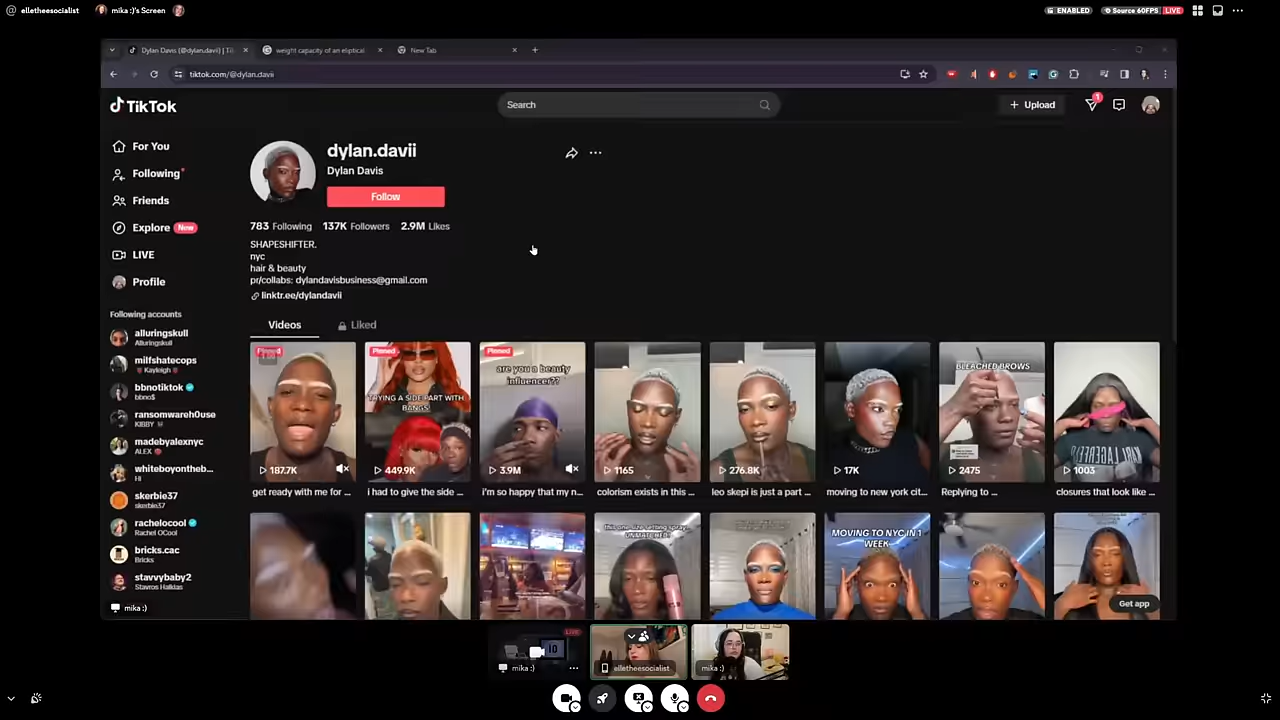 elletheesocialist
mika :)'s Screen
ENABLED
Source 60FPS
LIVE
Dylan Davis (@dylan.davii) | Ti
weight capacity of an eliptical
New Tab
tiktok.com/@dylan.davii
TikTok
Search
Upload
1
For You
Following
Friends
Explore New
LIVE
Profile
Following accounts
alluringskull
Alluringskull
milfshatecops
Kayleigh
bbnotiktok
bbno$
ransomwareh0use
KIBBY
madebyalexnyc
ALEX
whiteboyontheb...
Hi
skerbie37
skerbie37
rachelocool
Rachel OCool
bricks.cac
Bricks
stavvybaby2
Stavros Halkias
mika :)
dylan.davii
Dylan Davis
Follow
783 Following 137K Followers 2.9M Likes
SHAPESHIFTER.
nyc
hair & beauty
pr/collabs: dylandavisbusiness@gmail.com
linktr.ee/dylandavii
Videos
Liked
Pinned
187.7K
get ready with me for ...
Pinned
TRYING A SIDE PART WITH
BANGS
449.9K
i had to give the side ...
Pinned
are you a beauty
influencer??
3.9M
i'm so happy that my n...
1165
colorism exists in this ...
276.8K
leo skepi is just a part ...
17K
moving to new york cit...
BLEACHED BROWS
2475
Replying to ...
1003
closures that look like ...
MOVING TO NYC IN 1
WEEK
Get app
LIVE
mika :)
elletheesocialist
mika :)